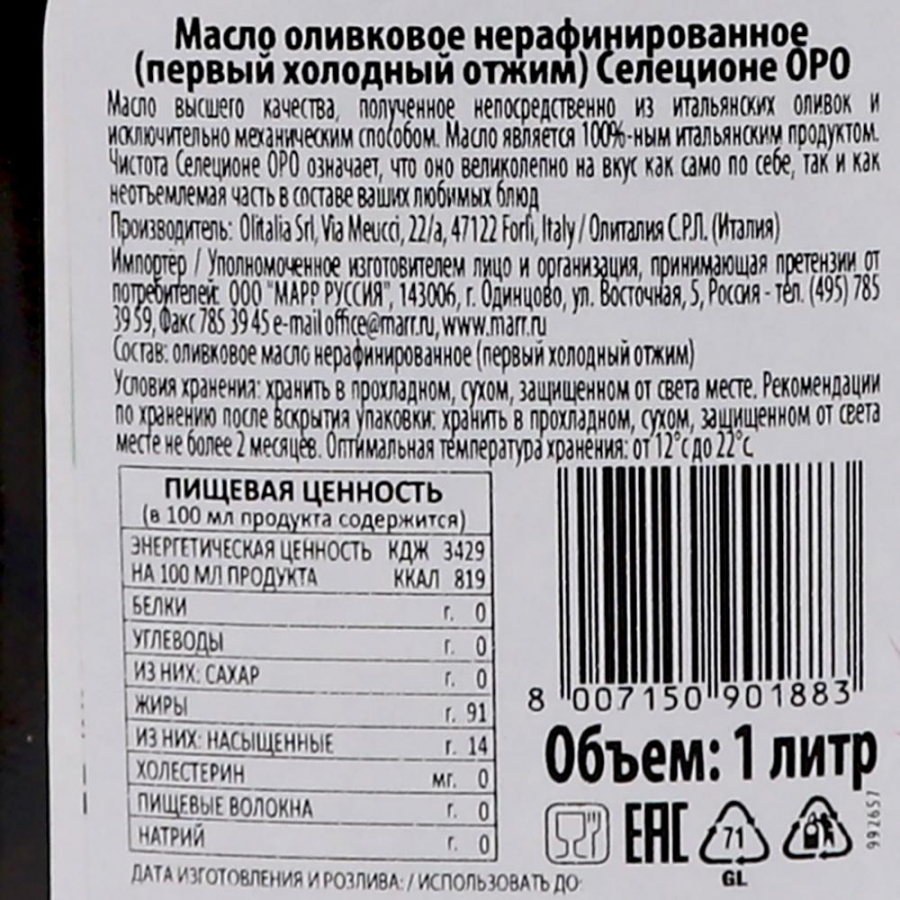 Масло оливковое нерафинированное
(первый холодный отжим) Селеционе ОРО
Масло высшего качества, полученное непосредственно из итальянских оливок и
исключительно механическим способом. Масло является 100%-ным итальянским продуктом.
Чистота Селеционе ОРО означает, что оно великолепно на вкус как само по себе, так и как
неотъемлемая часть в составе ваших любимых блюд
Производитель: Olitalia Srl, Via Meucci, 22/a, 47122 Forlì, Italy / Олиталия С.Р.Л. (Италия)
Импортер / Уполномоченное изготовителем лицо и организация, принимающая претензии от
потребителей: ООО "МАРР РУССИЯ", 143006, г. Одинцово, ул. Восточная, 5, Россия - тел. (495) 785
39 59, Факс 785 39 45 e-mail office@marr.ru, www.marr.ru
Состав: оливковое масло нерафинированное (первый холодный отжим)
Условия хранения: хранить в прохладном, сухом, защищенном от света месте. Рекомендации
по хранению после вскрытия упаковки: хранить в прохладном, сухом, защищенном от света
месте не более 2 месяцев. Оптимальная температура хранения: от 12°с до 22°с
ПИЩЕВАЯ ЦЕННОСТЬ
(в 100 мл продукта содержится)
ЭНЕРГЕТИЧЕСКАЯ ЦЕННОСТЬ КДЖ 3429
НА 100 МЛ ПРОДУКТА ККАЛ 819
БЕЛКИ г. 0
УГЛЕВОДЫ г. 0
ИЗ НИХ: САХАР г. 0
ЖИРЫ г. 91
ИЗ НИХ: НАСЫЩЕННЫЕ г. 14
ХОЛЕСТЕРИН мг. 0
ПИЩЕВЫЕ ВОЛОКНА г. 0
НАТРИЙ г. 0
ДАТА ИЗГОТОВЛЕНИЯ И РОЗЛИВА: / ИСПОЛЬЗОВАТЬ ДО:
8 007150 901883
Объем: 1 литр
EAC
71
GL
992657